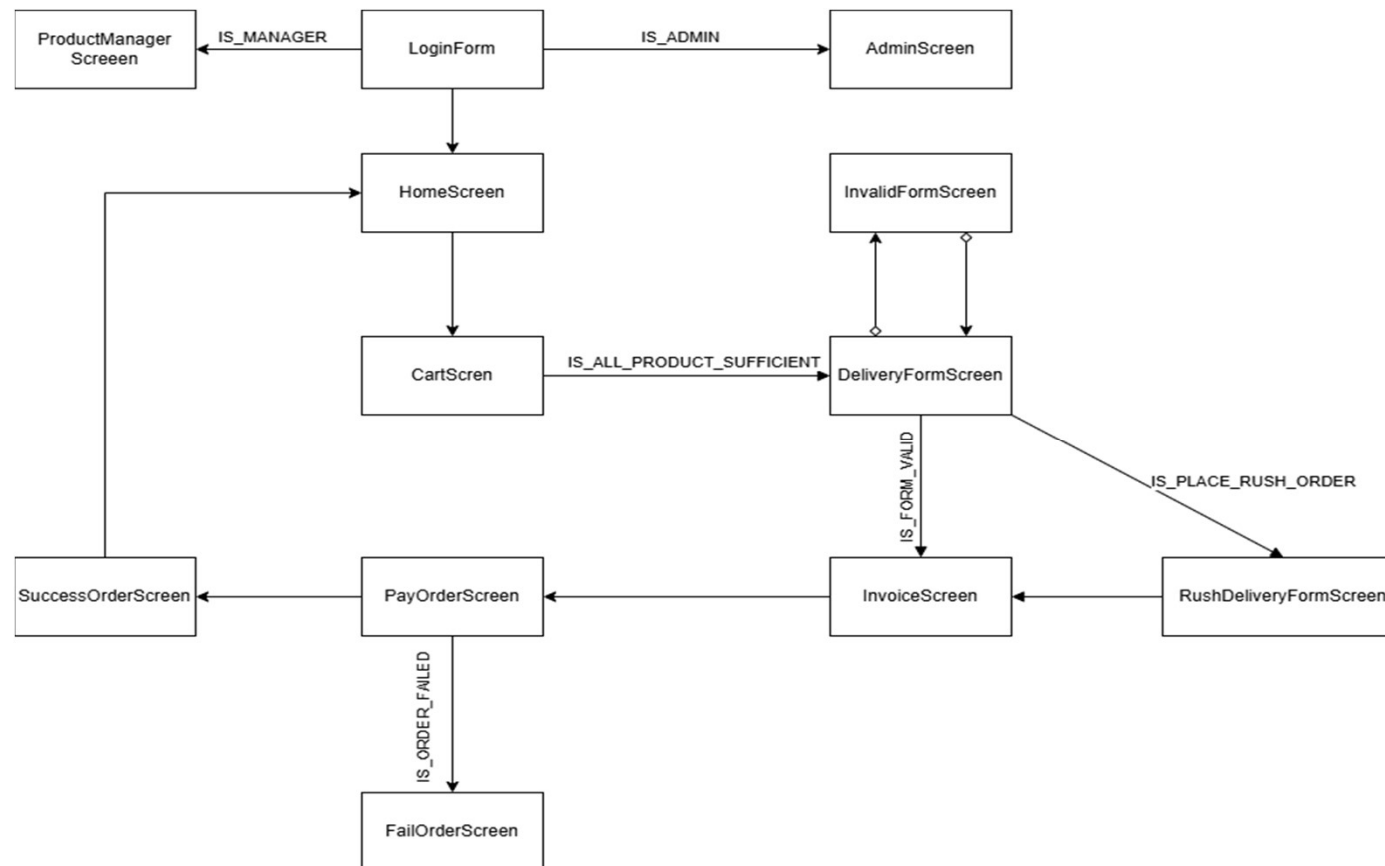 ProductManager
Screeen
IS_MANAGER
LoginForm
IS_ADMIN
AdminScreen
HomeScreen
InvalidFormScreen
CartScren
IS_ALL_PRODUCT_SUFFICIENT
DeliveryFormScreen
IS_FORM_VALID
IS_PLACE_RUSH_ORDER
SuccessOrderScreen
PayOrderScreen
InvoiceScreen
RushDeliveryFormScreen
IS_ORDER_FAILED
FailOrderScreen